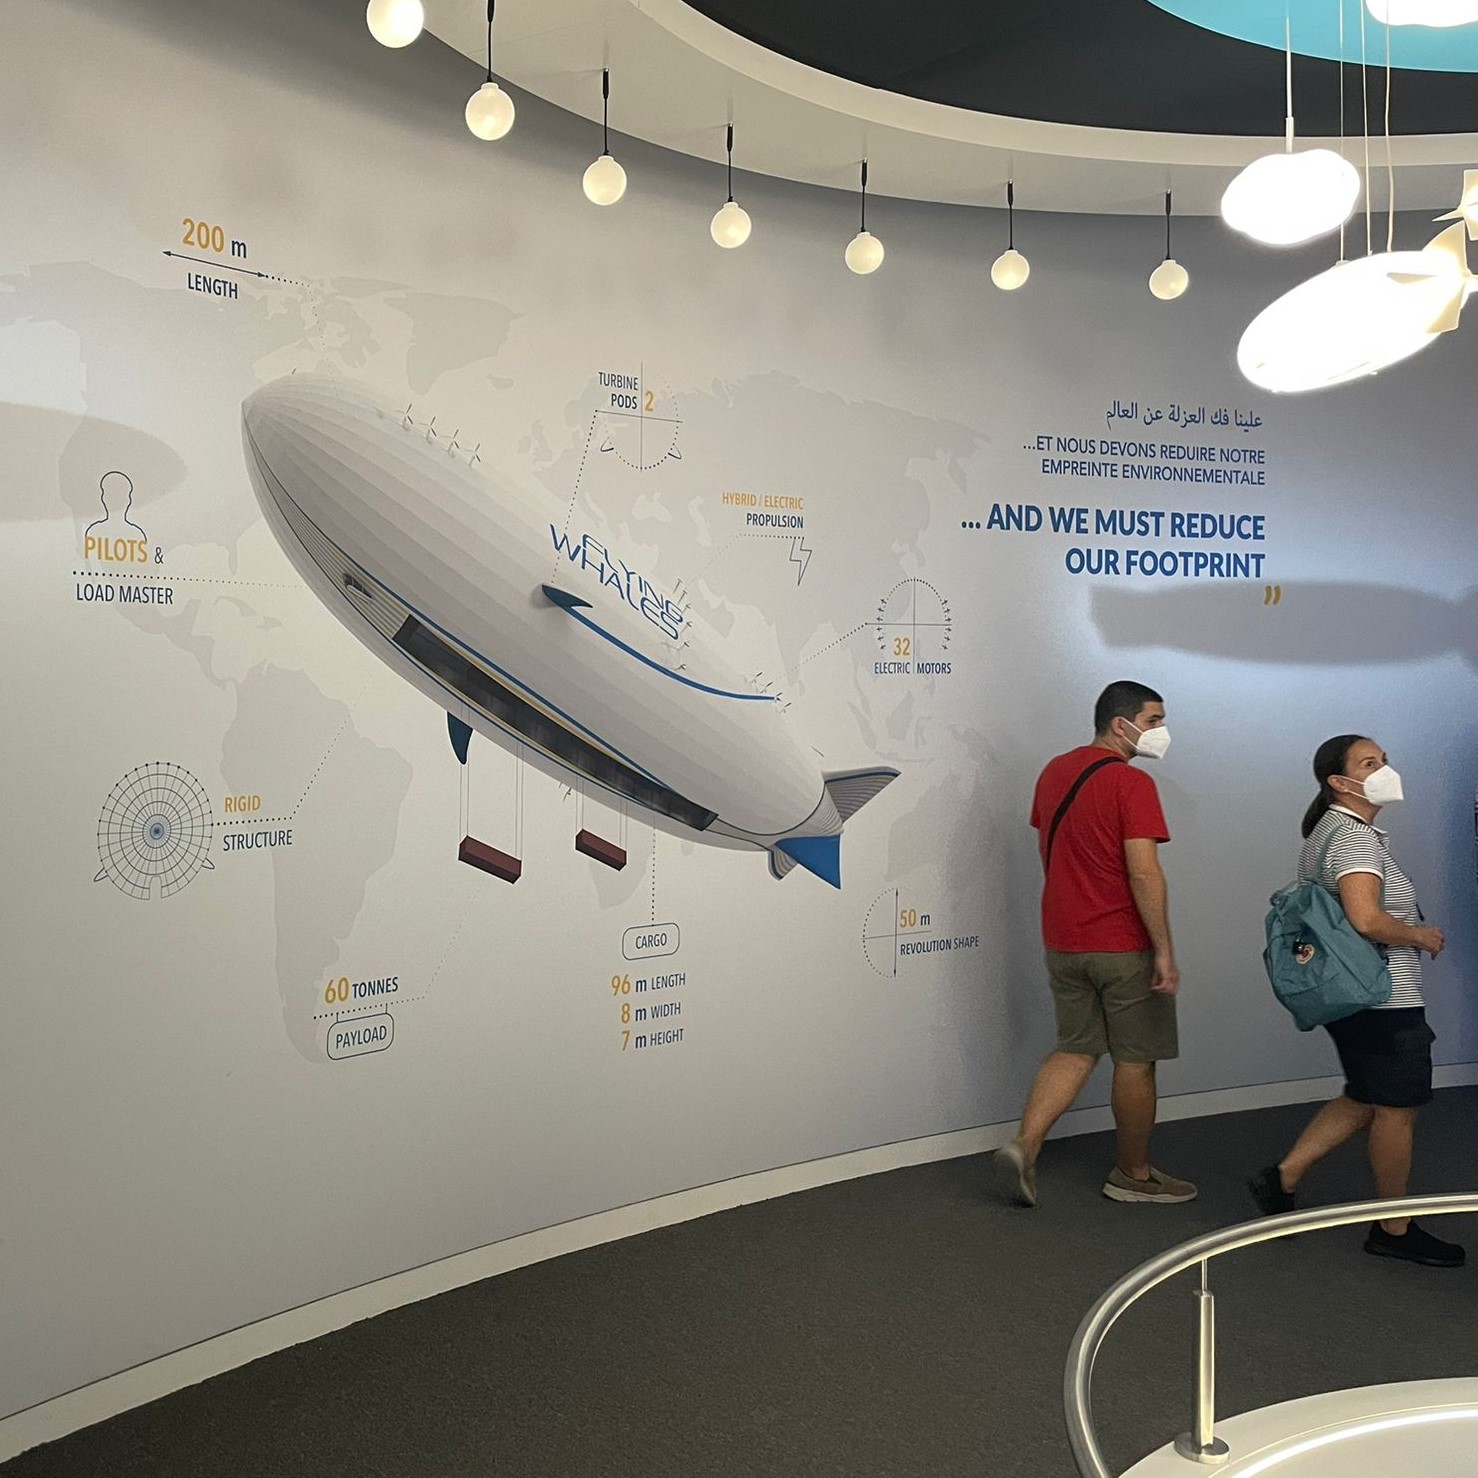 200 m
LENGTH
TURBINE
PODS 2
HYBRID / ELECTRIC
PROPULSION
PILOTS &
LOAD MASTER
FLYING
WHALES
32
ELECTRIC MOTORS
RIGID
STRUCTURE
60 TONNES
PAYLOAD
CARGO
96 m LENGTH
8 m WIDTH
7 m HEIGHT
50 m
REVOLUTION SHAPE
علينا فك العزلة عن العالم
...ET NOUS DEVONS REDUIRE NOTRE
EMPREINTE ENVIRONNEMENTALE
... AND WE MUST REDUCE
OUR FOOTPRINT
”